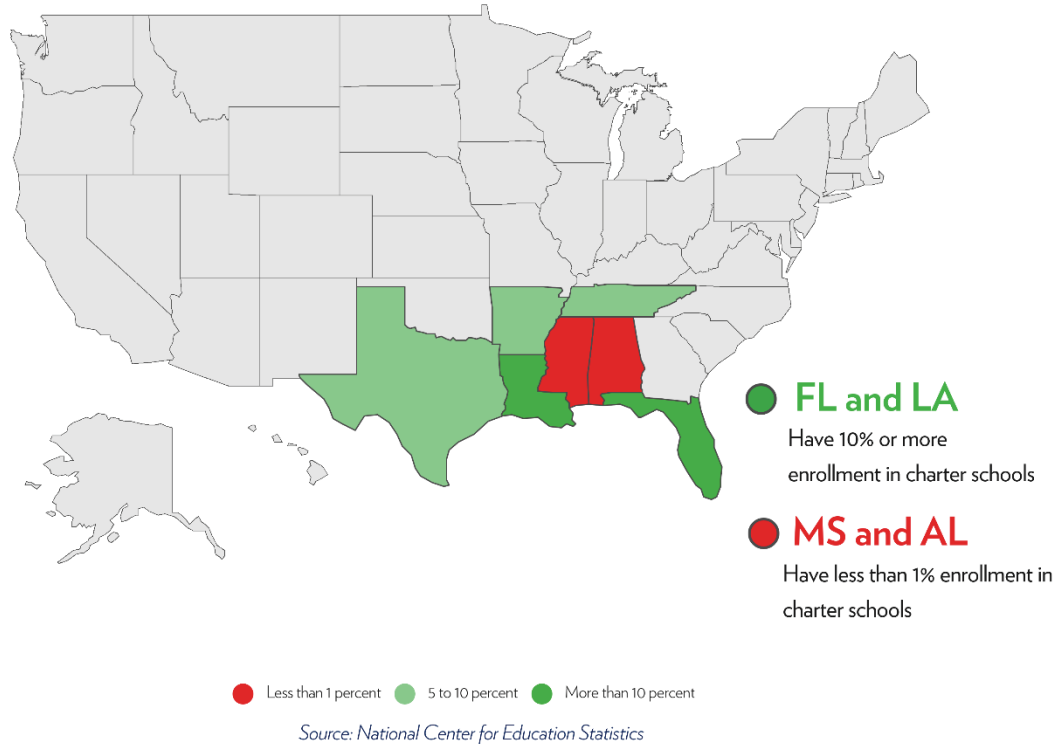 FL and LA
Have 10% or more
enrollment in charter schools
MS and AL
Have less than 1% enrollment in
charter schools
Less than 1 percent
5 to 10 percent
More than 10 percent
Source: National Center for Education Statistics